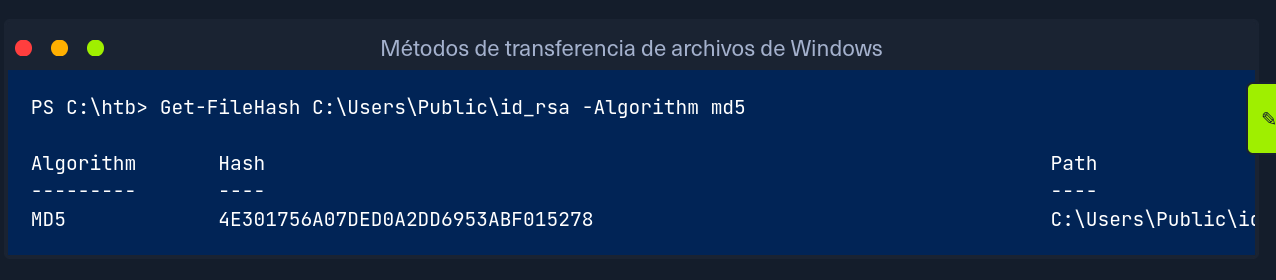 Métodos de transferencia de archivos de Windows
PS C:\htb> Get-FileHash C:\Users\Public\id_rsa -Algorithm md5
Algorithm Hash Path
--------- ---- ----
MD5 4E301756A07DED0A2DD6953ABF015278 C:\Users\Public\id